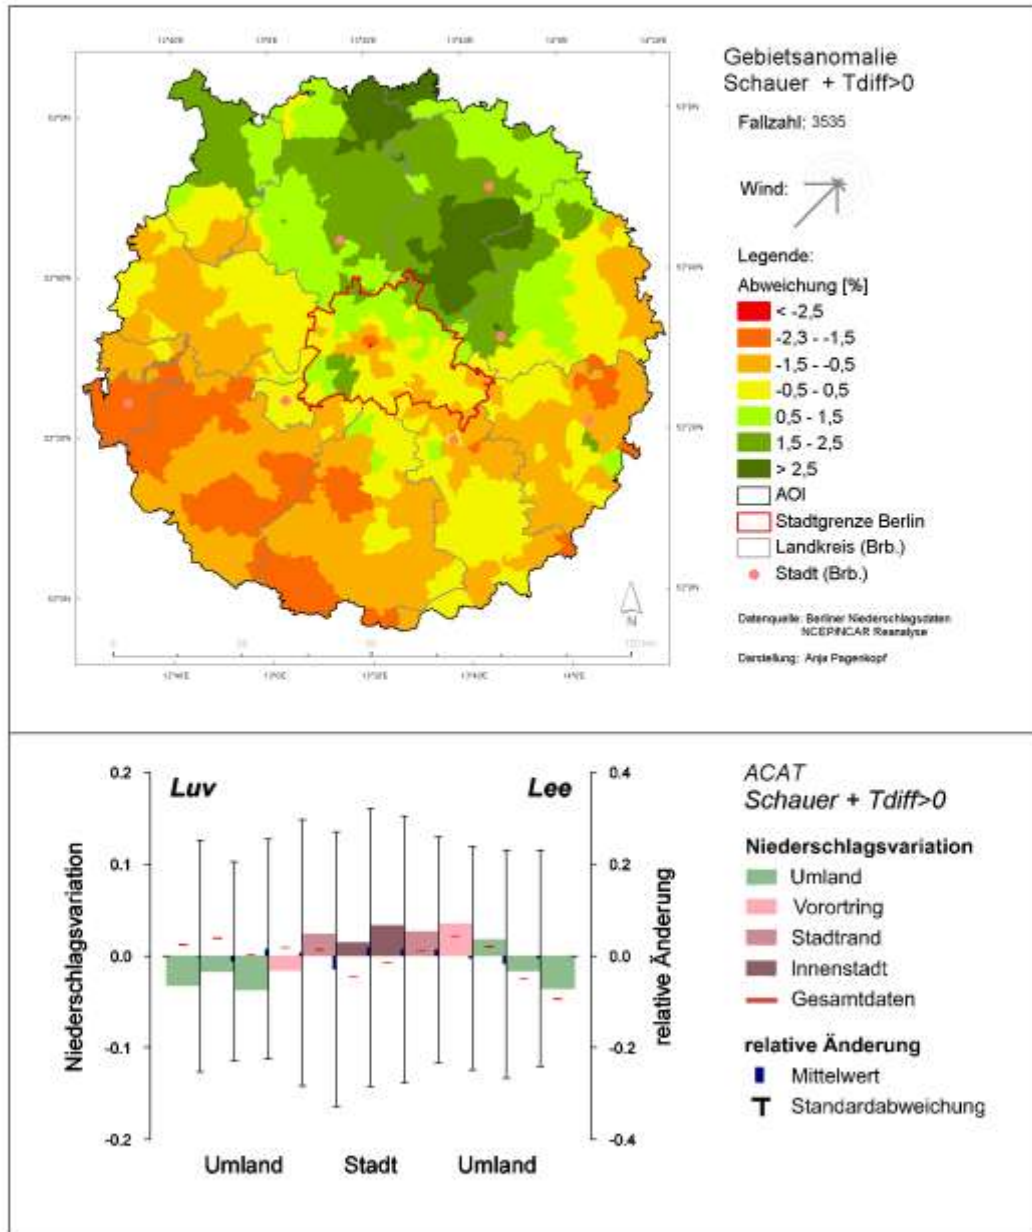 Gebietsanomalie
Schauer + Tdiff>0
Fallzahl: 3535
Wind:
Legende:
Abweichung [%]
< -2,5
-2,3 - -1,5
-1,5 - -0,5
-0,5 - 0,5
0,5 - 1,5
1,5 - 2,5
> 2,5
AOI
Stadtgrenze Berlin
Landkreis (Brb.)
Stadt (Brb.)
N
Datenquelle: Berliner Niederschlagsdaten
NCEP/NCAR Reanalyse
Darstellung: Anja Pagenkopf
Luv
Lee
Niederschlagsvariation
0.2
0.1
0.0
-0.1
-0.2
relative Änderung
0.4
0.2
0.0
-0.2
-0.4
Umland
Stadt
Umland
ACAT
Schauer + Tdiff>0
Niederschlagsvariation
Umland
Vorortring
Stadtrand
Innenstadt
Gesamtdaten
relative Änderung
Mittelwert
Standardabweichung